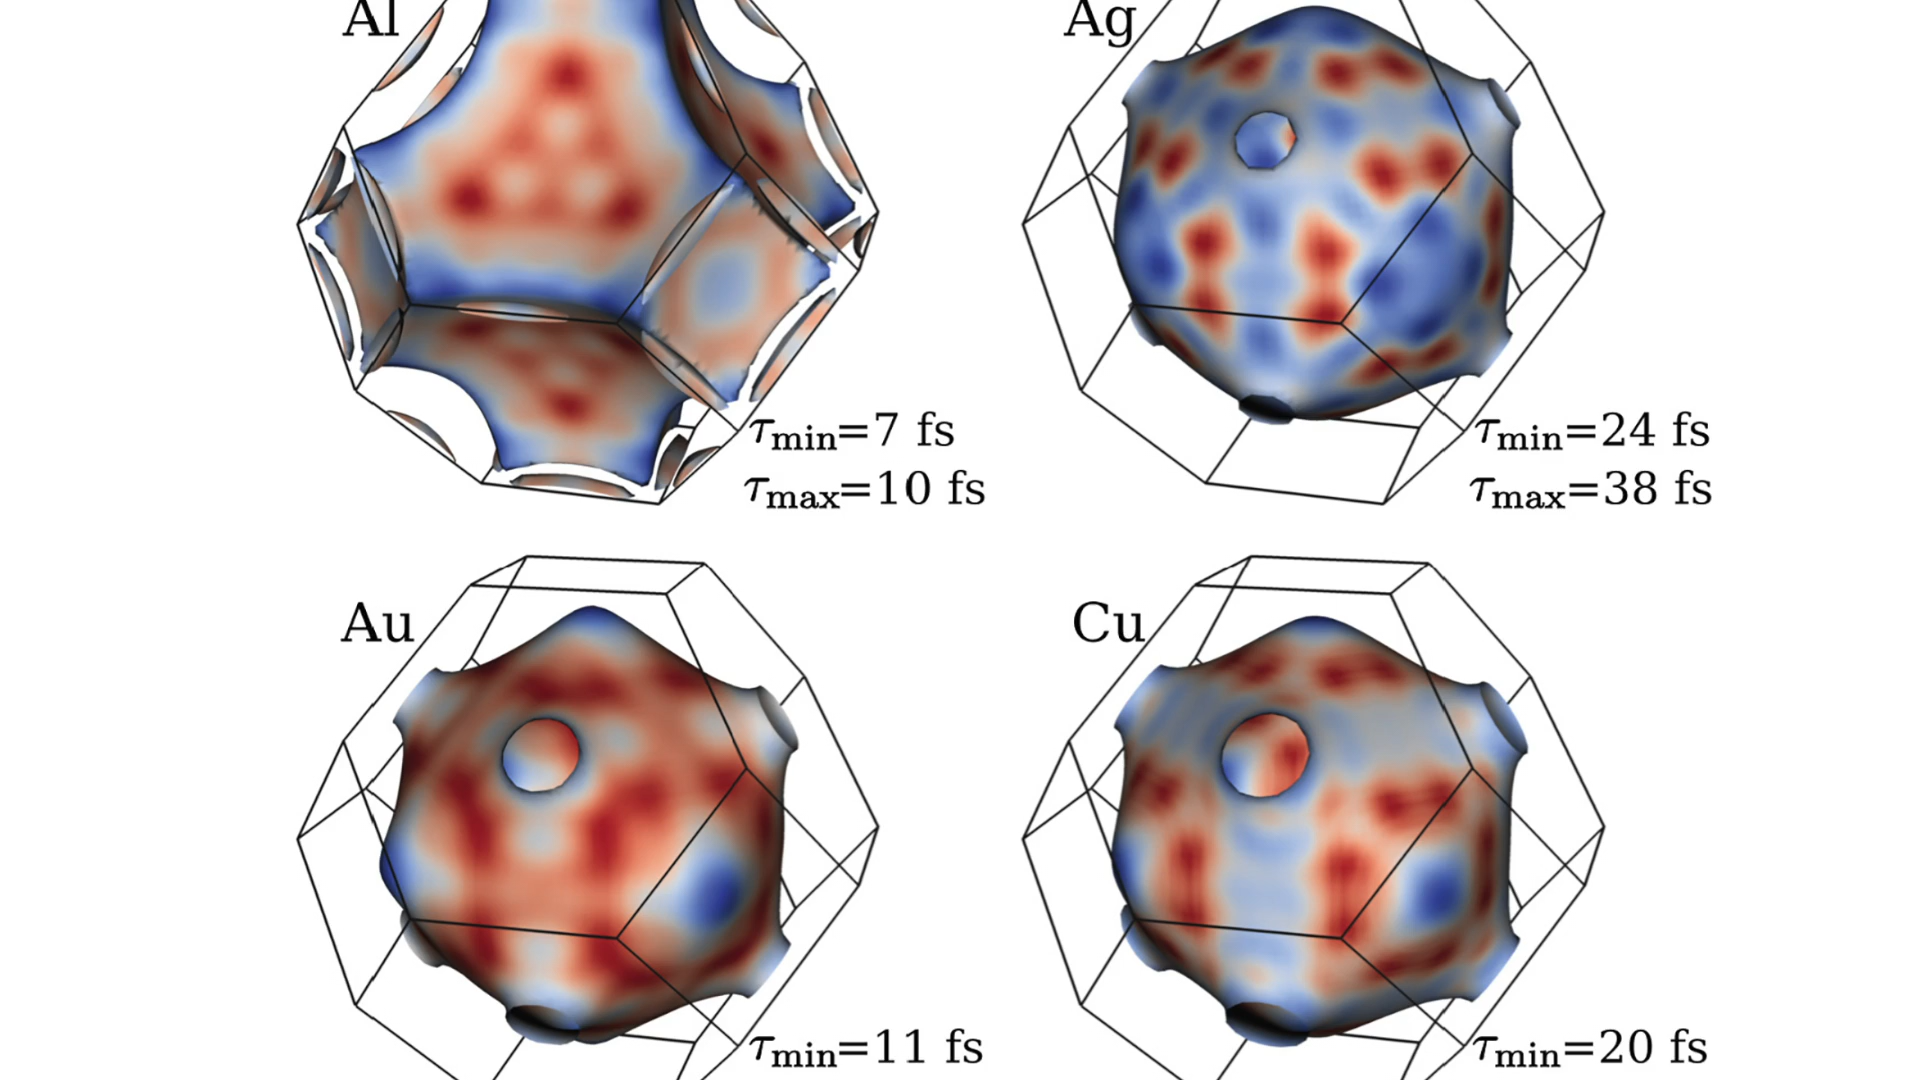 Al
Ag
τmin=7 fs
τmax=10 fs
τmin=24 fs
τmax=38 fs
Au
Cu
τmin=11 fs
τmin=20 fs